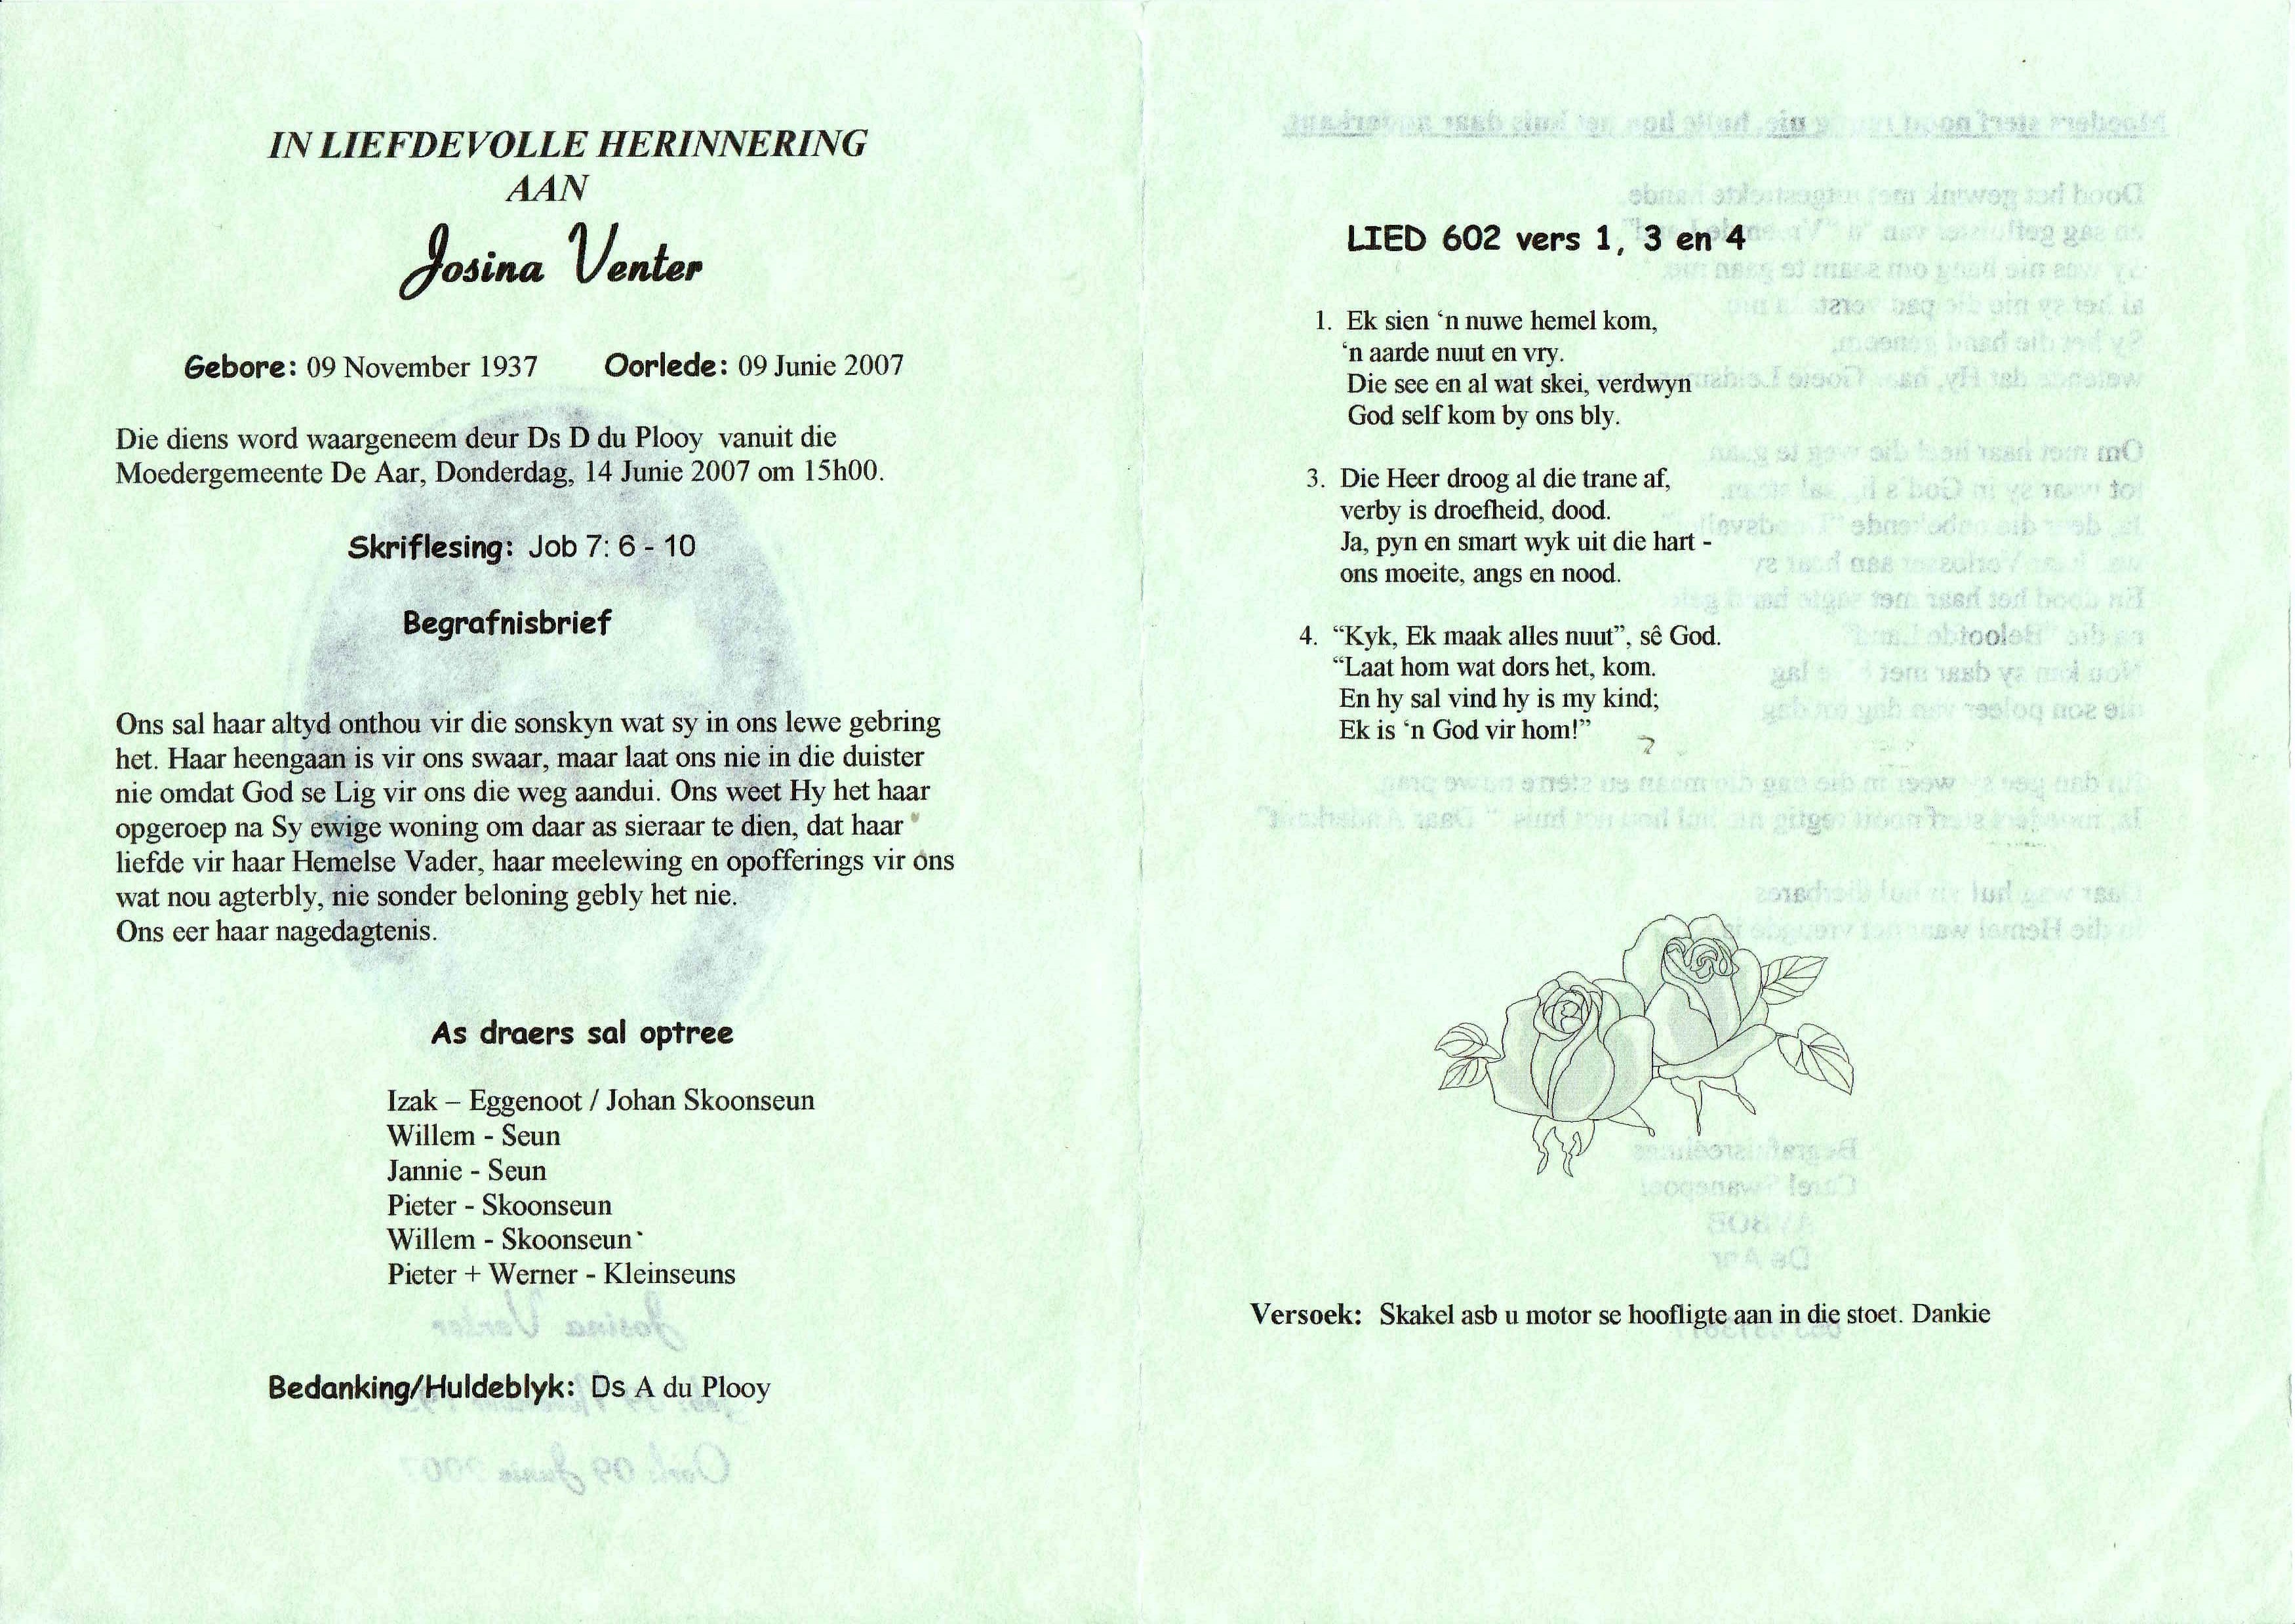 IN LIEFDEVOLLE HERINNERING
AAN
Josina Venter
Gebore: 09 November 1937 Oorlede: 09 Junie 2007
Die diens word waargeneem deur Ds D du Plooy vanuit die
Moedergemeente De Aar, Donderdag, 14 Junie 2007 om 15h00.
Skriflesing: Job 7: 6 - 10
Begrafnisbrief
Ons sal haar altyd onthou vir die sonskyn wat sy in ons lewe gebring
het. Haar heengaan is vir ons swaar, maar laat ons nie in die duister
nie omdat God se Lig vir ons die weg aandui. Ons weet Hy het haar
opgeroep na Sy ewige woning om daar as sieraar te dien, dat haar
liefde vir haar Hemelse Vader, haar meelewing en opofferings vir ons
wat nou agterbly, nie sonder beloning gebly het nie.
Ons eer haar nagedagtenis.
As draers sal optree
Izak – Eggenoot / Johan Skoonseun
Willem - Seun
Jannie - Seun
Pieter - Skoonseun
Willem - Skoonseun
Pieter + Werner - Kleinseuns
Bedanking/Huldeblyk: Ds A du Plooy
LIED 602 vers 1, 3 en 4
1. Ek sien ‘n nuwe hemel kom,
‘n aarde nuut en vry.
Die see en al wat skei, verdwyn
God self kom by ons bly.
3. Die Heer droog al die trane af,
verby is droefheid, dood.
Ja, pyn en smart wyk uit die hart -
ons moeite, angs en nood.
4. “Kyk, Ek maak alles nuut”, sê God.
“Laat hom wat dors het, kom.
En hy sal vind hy is my kind;
Ek is ‘n God vir hom!”
Versoek: Skakel asb u motor se hoofligte aan in die stoet. Dankie